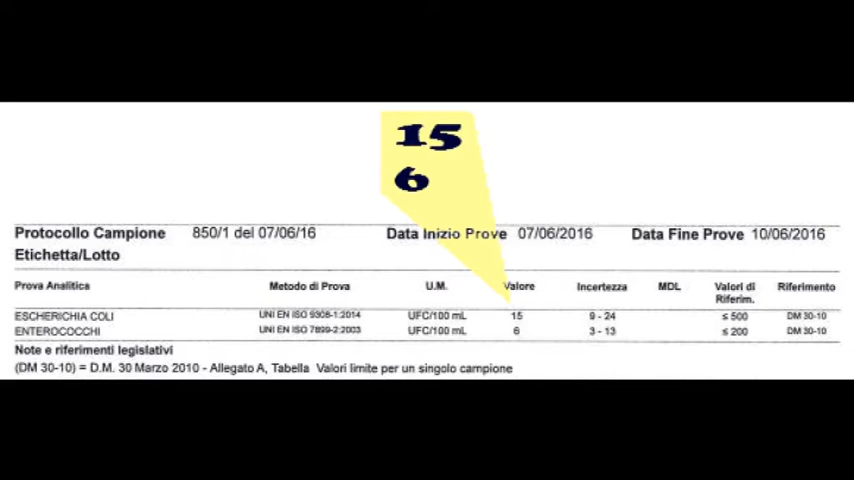 15
6
Protocollo Campione 850/1 del 07/06/16 Data Inizio Prove 07/06/2016 Data Fine Prove 10/06/2016
Etichetta/Lotto
Prova Analitica Metodo di Prova U.M. Valore Incertezza MDL Valori di Riferim. Riferimento
ESCHERICHIA COLI UNI EN ISO 9308-1:2014 UFC/100 mL 15 9 - 24 ≤ 500 DM 30-10
ENTEROCOCCHI UNI EN ISO 7899-2:2003 UFC/100 mL 6 3 - 13 ≤ 200 DM 30-10
Note e riferimenti legislativi
(DM 30-10) = D.M. 30 Marzo 2010 - Allegato A, Tabella Valori limite per un singolo campione